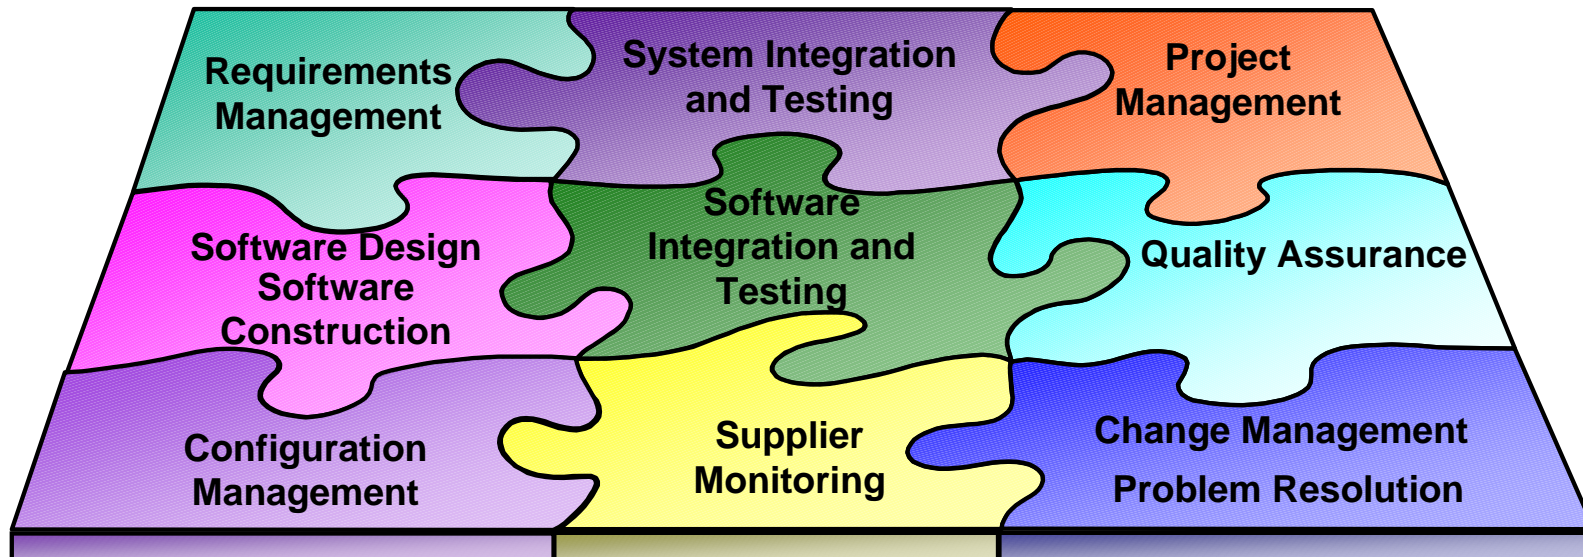 Requirements
Management
System Integration
and Testing
Project
Management
Software Design
Software
Construction
Software
Integration and
Testing
Quality Assurance
Configuration
Management
Supplier
Monitoring
Change Management
Problem Resolution